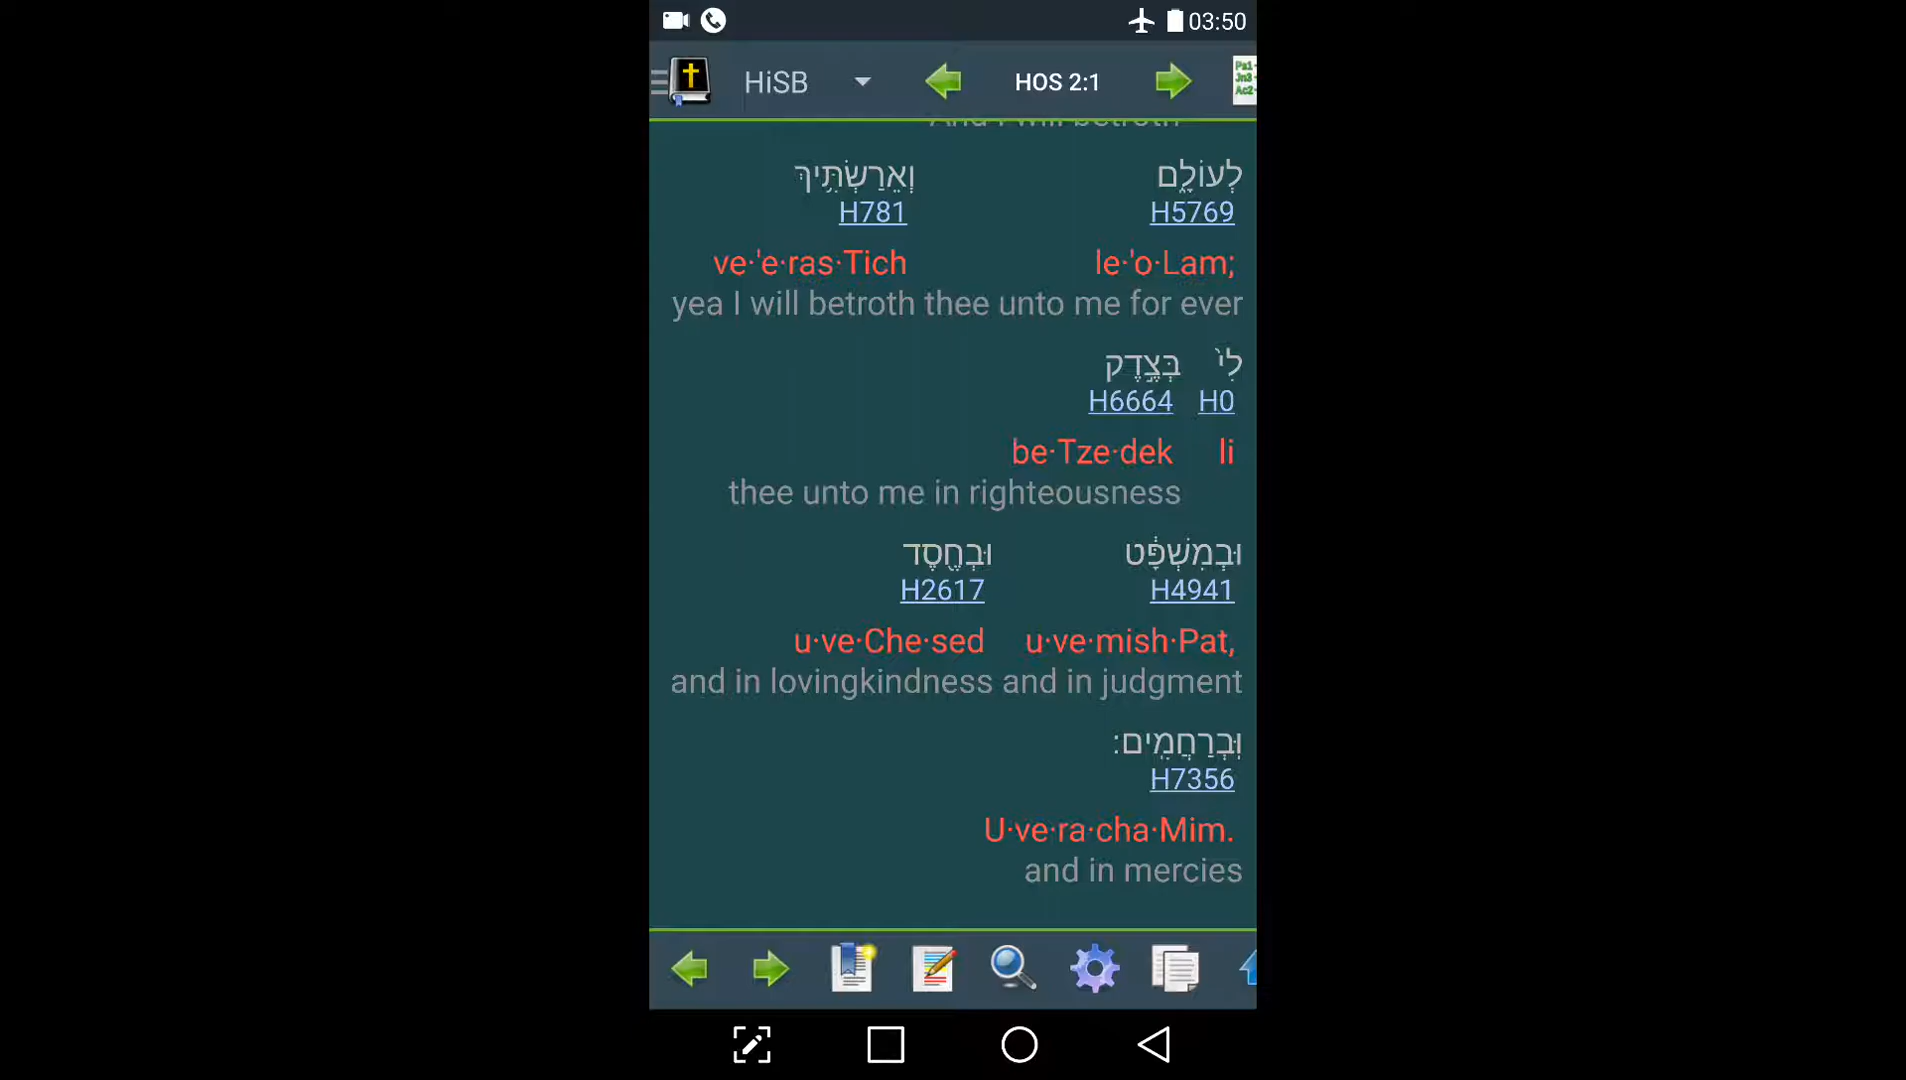 03:50
HiSB
HOS 2:1
And I will betroth
לְעוֹלָ֑ם וְאֵרַשְׂתִּ֥יךְ
H5769 H781
ve·'e·ras·Tich le·'o·Lam;
yea I will betroth thee unto me for ever
לִי֙ בְּצֶ֣דֶק
H0 H6664
be·Tze·dek li
thee unto me in righteousness
וּבְמִשְׁפָּ֔ט וּבְחֶ֖סֶד
H4941 H2617
u·ve·Che·sed u·ve·mish·Pat,
and in lovingkindness and in judgment
וּֽבְרַחֲמִֽים׃
H7356
U·ve·ra·cha·Mim.
and in mercies